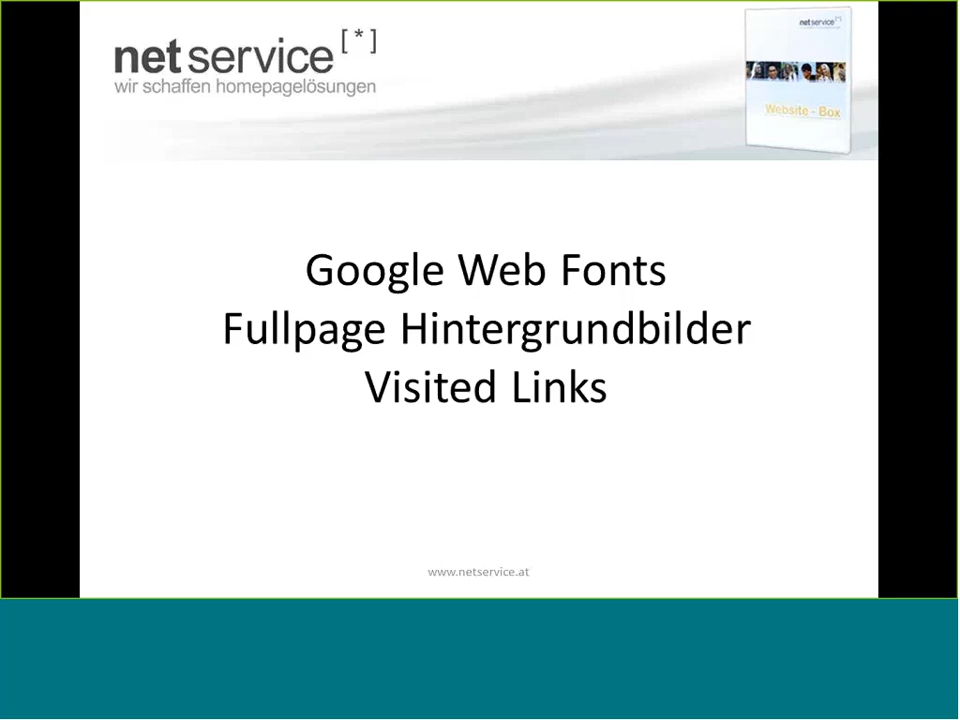 net service [*]
wir schaffen homepagelösungen
net service [*]
Website - Box
Google Web Fonts
Fullpage Hintergrundbilder
Visited Links
www.netservice.at